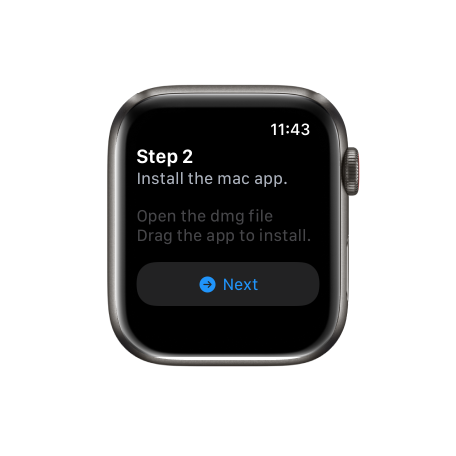 11:43
Step 2
Install the mac app.
Open the dmg file
Drag the app to install.
Next